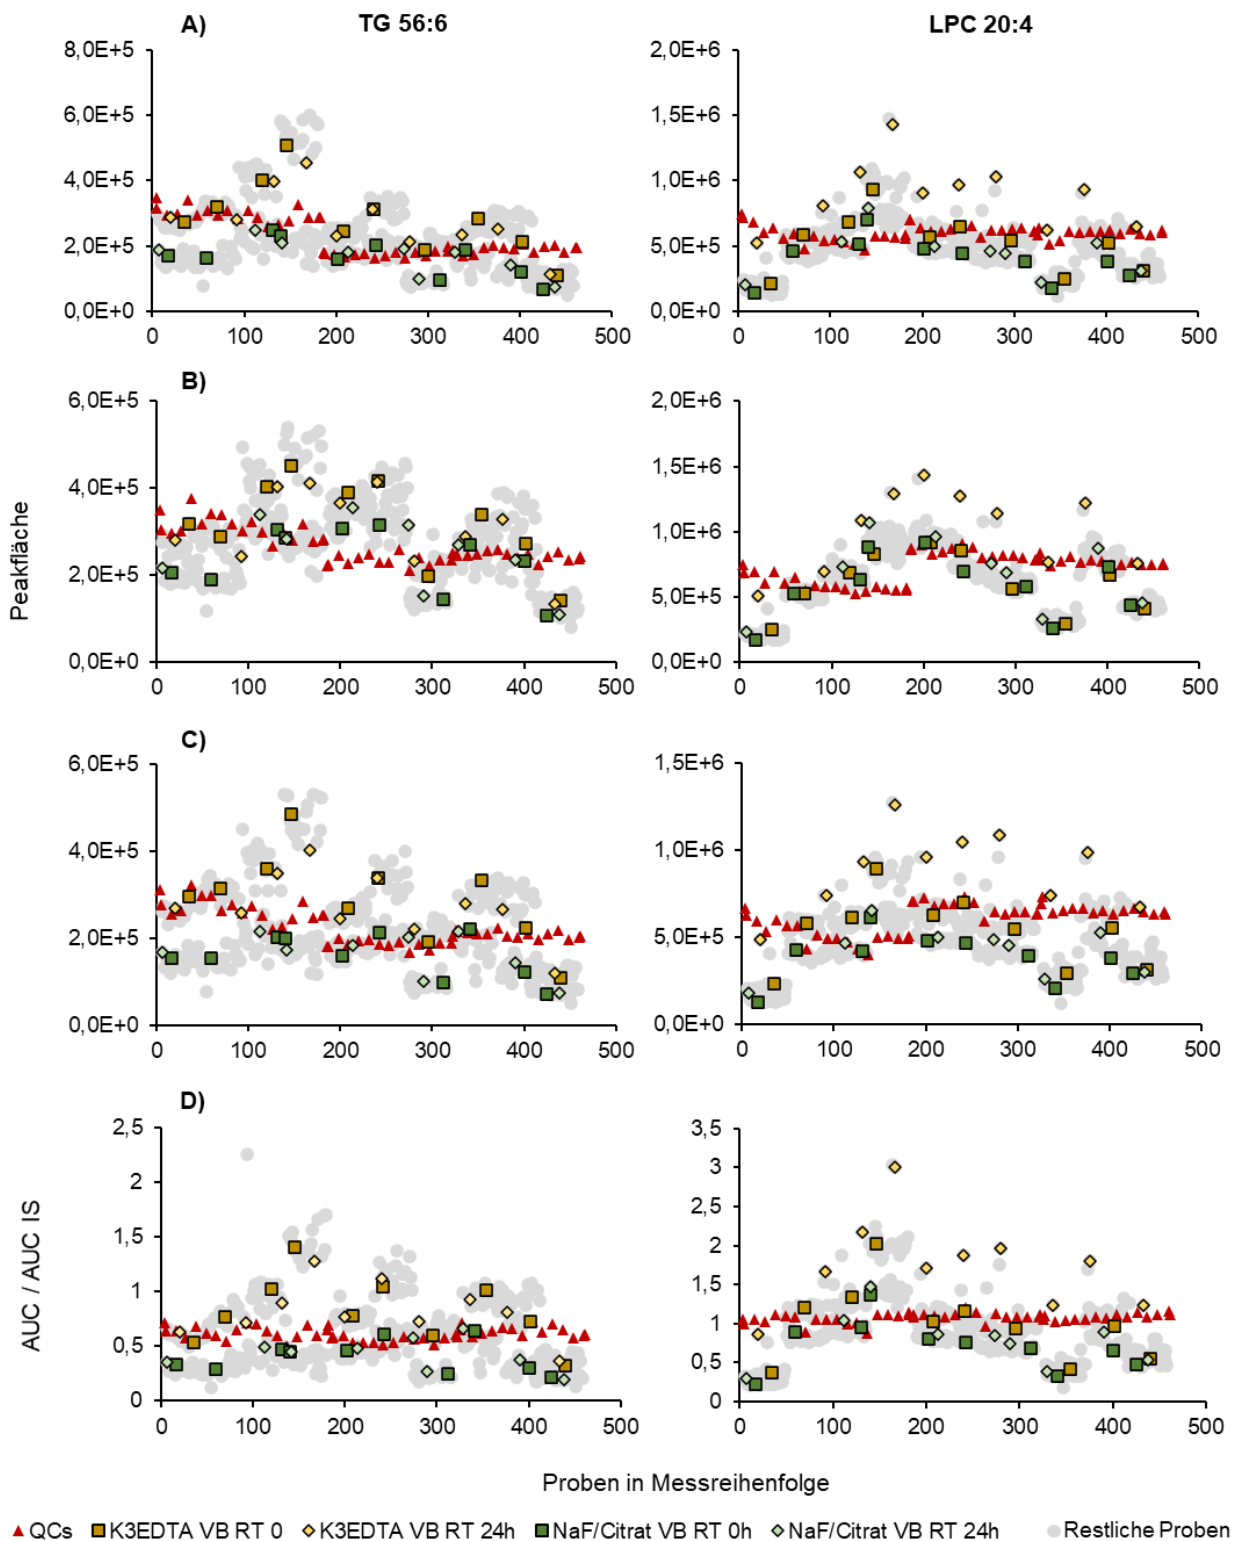 A) TG 56:6 LPC 20:4
8,0E+5 2,0E+6
6,0E+5 1,5E+6
4,0E+5 1,0E+6
2,0E+5 5,0E+5
0,0E+0 0,0E+0
0 100 200 300 400 500 0 100 200 300 400 500
B)
6,0E+5 2,0E+6
4,0E+5 1,5E+6
1,0E+6
2,0E+5 5,0E+5
0,0E+0 0,0E+0
0 100 200 300 400 500 0 100 200 300 400 500
Peakfläche
C)
6,0E+5 1,5E+6
4,0E+5 1,0E+6
2,0E+5 5,0E+5
0,0E+0 0,0E+0
0 100 200 300 400 500 0 100 200 300 400 500
D)
2,5 3,5
2 3
1,5 2,5
2
1 1,5
1
0,5 0,5
0 0
0 100 200 300 400 500 0 100 200 300 400 500
AUC / AUC IS
Proben in Messreihenfolge
QCs K3EDTA VB RT 0 K3EDTA VB RT 24h NaF/Citrat VB RT 0h NaF/Citrat VB RT 24h Restliche Proben